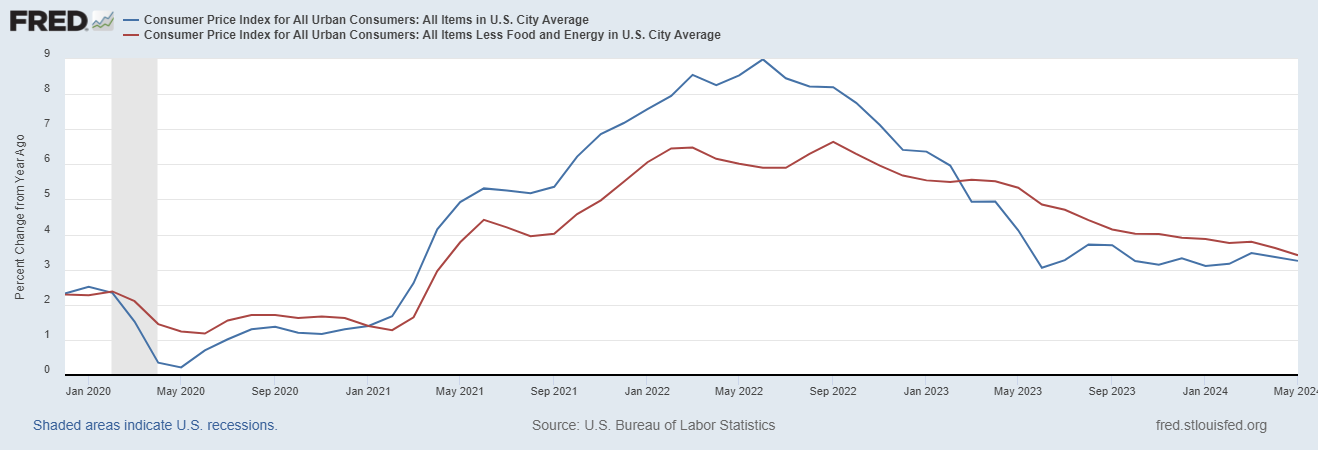 FRED
Consumer Price Index for All Urban Consumers: All Items in U.S. City Average
Consumer Price Index for All Urban Consumers: All Items Less Food and Energy in U.S. City Average
Percent Change from Year Ago
9
8
7
6
5
4
3
2
1
0
Jan 2020 May 2020 Sep 2020 Jan 2021 May 2021 Sep 2021 Jan 2022 May 2022 Sep 2022 Jan 2023 May 2023 Sep 2023 Jan 2024 May 2024
Shaded areas indicate U.S. recessions. Source: U.S. Bureau of Labor Statistics fred.stlouisfed.org